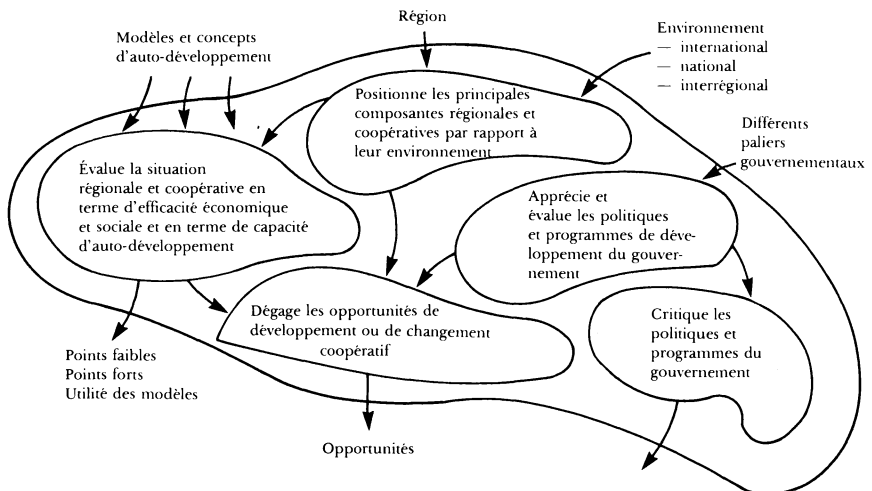 Région
Modèles et concepts
d'auto-développement
Environnement
— international
— national
— interrégional
Positionne les principales
composantes régionales et
coopératives par rapport à
leur environnement
Différents
paliers
gouvernementaux
Évalue la situation
régionale et coopérative en
terme d'efficacité économique
et sociale et en terme de capacité
d'auto-développement
Apprécie et
évalue les politiques
et programmes de déve-
loppement du gouver-
nement
Dégage les opportunités de
développement ou de changement
coopératif
Critique les
politiques et
programmes du
gouvernement
Points faibles
Points forts
Utilité des modèles
Opportunités